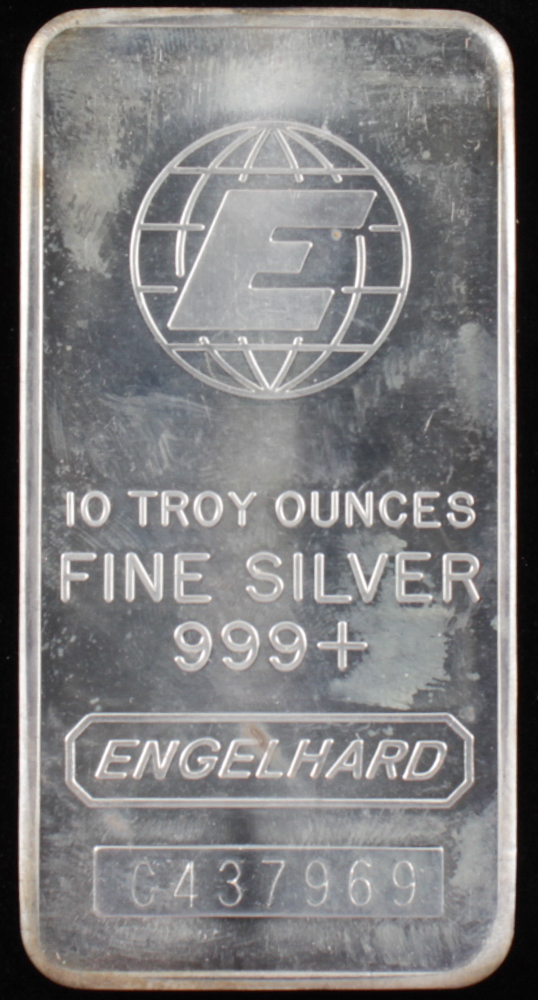 E
10 TROY OUNCES
FINE SILVER
999+
ENGELHARD
C437969